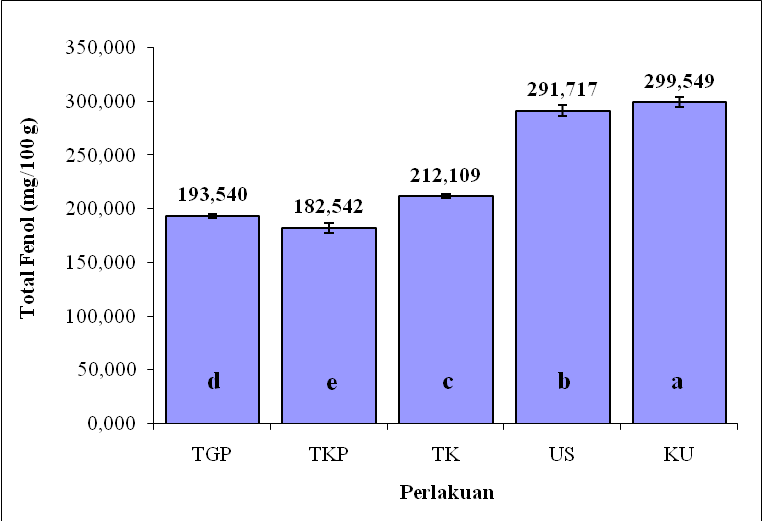 Total Fenol (mg/100 g)
350,000
300,000
250,000
200,000
150,000
100,000
50,000
0,000
193,540
182,542
212,109
291,717
299,549
d
e
c
b
a
TGP
TKP
TK
US
KU
Perlakuan